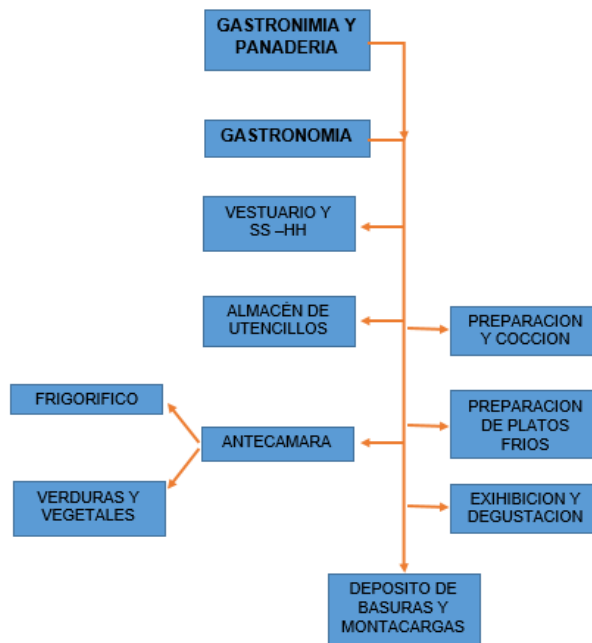 GASTRONIMIA Y
PANADERIA
GASTRONOMIA
VESTUARIO Y
SS –HH
ALMACÉN DE
UTENCILLOS
PREPARACION
Y COCCION
FRIGORIFICO
ANTECAMARA
PREPARACION
DE PLATOS
FRIOS
VERDURAS Y
VEGETALES
EXIHIBICION Y
DEGUSTACION
DEPOSITO DE
BASURAS Y
MONTACARGAS